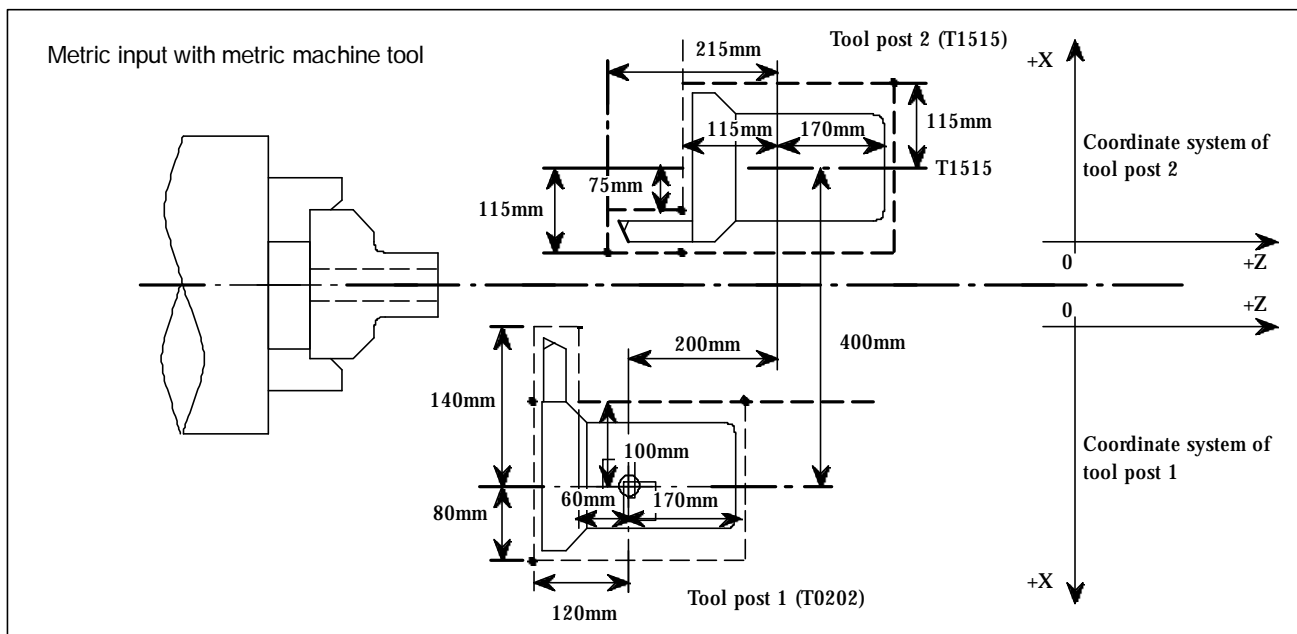 Metric input with metric machine tool
Tool post 2 (T1515)
215mm
+X
115mm
170mm
115mm
Coordinate system of
tool post 2
T1515
75mm
115mm
0
+Z
0
+Z
200mm
400mm
140mm
100mm
Coordinate system of
tool post 1
60mm
170mm
80mm
+X
120mm
Tool post 1 (T0202)